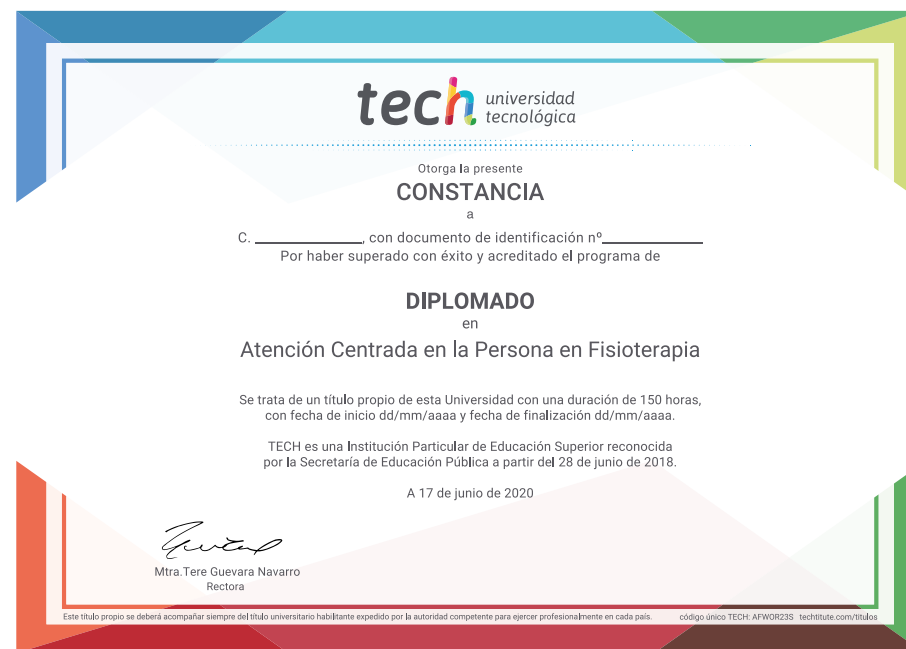 tech universidad
tecnológica
Otorga la presente
CONSTANCIA
a
C. ____________, con documento de identificación nº____________
Por haber superado con éxito y acreditado el programa de
DIPLOMADO
en
Atención Centrada en la Persona en Fisioterapia
Se trata de un título propio de esta Universidad con una duración de 150 horas,
con fecha de inicio dd/mm/aaaa y fecha de finalización dd/mm/aaaa.
TECH es una Institución Particular de Educación Superior reconocida
por la Secretaría de Educación Pública a partir del 28 de junio de 2018.
A 17 de junio de 2020
Mtra.Tere Guevara Navarro
Rectora
Este título propio se deberá acompañar siempre del título universitario habilitante expedido por la autoridad competente para ejercer profesionalmente en cada país. código único TECH: AFWOR23S techtitute.com/titulos